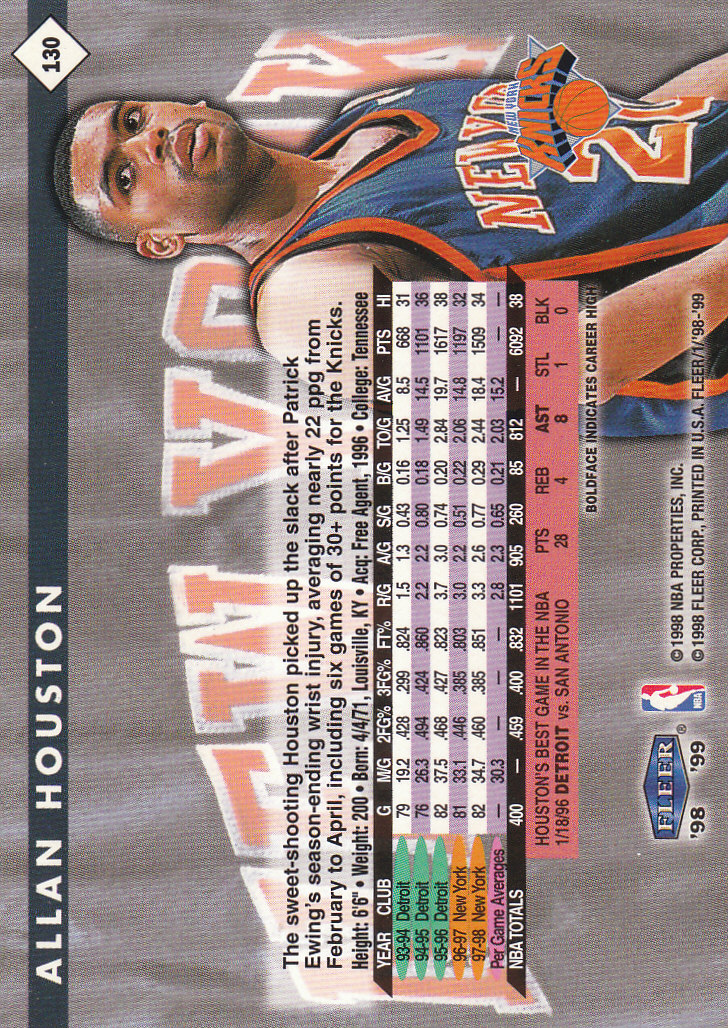 130
ALLAN HOUSTON
NEW YORK
KNICKS
NEW YORK
20
The sweet-shooting Houston picked up the slack after Patrick
Ewing's season-ending wrist injury, averaging nearly 22 ppg from
February to April, including six games of 30+ points for the Knicks.
Height: 6'6" • Weight: 200 • Born: 4/4/71, Louisville, KY • Acq: Free Agent, 1996 • College: Tennessee
YEAR CLUB G M/G 2FG% 3FG% FT% R/G A/G S/G B/G TO/G AVG PTS HI
93-94 Detroit 79 19.2 .428 .299 .824 1.5 1.3 0.43 0.16 1.25 8.5 668 31
94-95 Detroit 76 26.3 .494 .424 .860 2.2 2.2 0.80 0.18 1.49 14.5 1101 36
95-96 Detroit 82 37.5 .468 .427 .823 3.7 3.0 0.74 0.20 2.84 19.7 1617 38
96-97 New York 81 33.1 .446 .385 .803 3.0 2.2 0.51 0.22 2.06 14.8 1197 32
97-98 New York 82 34.7 .460 .385 .851 3.3 2.6 0.77 0.29 2.44 18.4 1509 34
Per Game Averages — 30.3 — — — 2.8 2.3 0.65 0.21 2.03 15.2 — —
NBA TOTALS 400 — .469 .400 .832 1101 905 260 85 812 — 6092 38
HOUSTON'S BEST GAME IN THE NBA PTS REB AST STL BLK
1/18/96 DETROIT vs. SAN ANTONIO 28 4 8 1 0
BOLDFACE INDICATES CAREER HIGH
FLEER®
'98 '99
NBA
© 1998 NBA PROPERTIES, INC.
© 1998 FLEER CORP., PRINTED IN U.S.A. FLEER/1/'98-'99